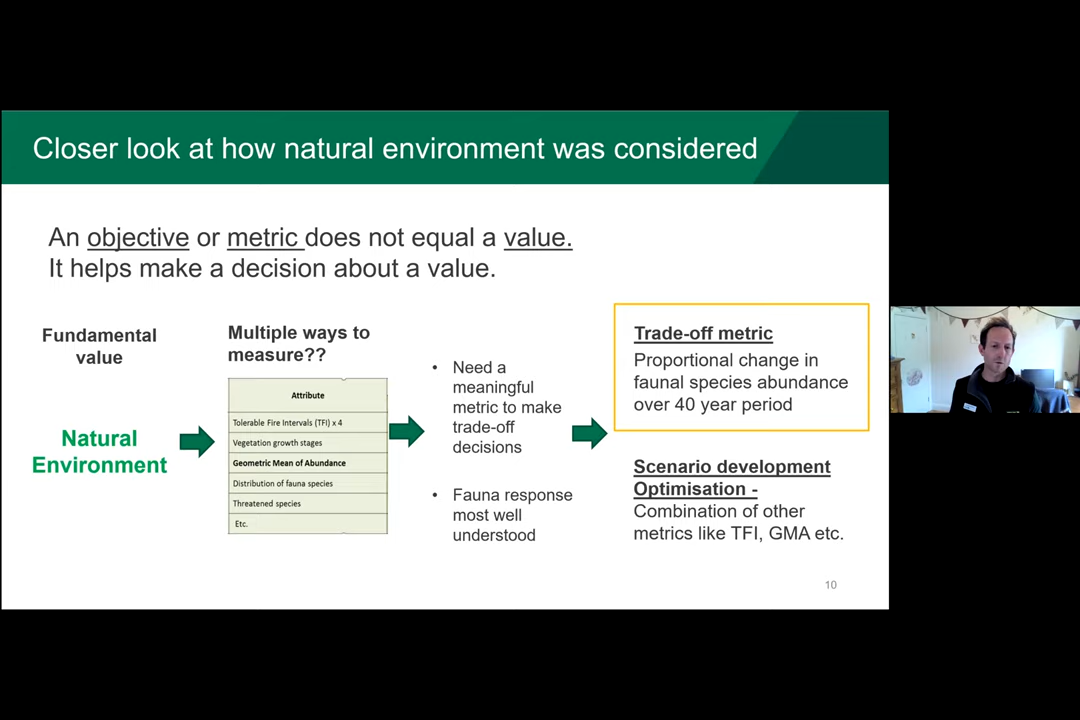 Closer look at how natural environment was considered
An objective or metric does not equal a value.
It helps make a decision about a value.
Fundamental
value
Natural
Environment
Multiple ways to
measure??
Attribute
Tolerable Fire Intervals (TFI) x 4
Vegetation growth stages
Geometric Mean of Abundance
Distribution of fauna species
Threatened species
Etc.
• Need a
meaningful
metric to make
trade-off
decisions
• Fauna response
most well
understood
Trade-off metric
Proportional change in
faunal species abundance
over 40 year period
Scenario development
Optimisation -
Combination of other
metrics like TFI, GMA etc.
10